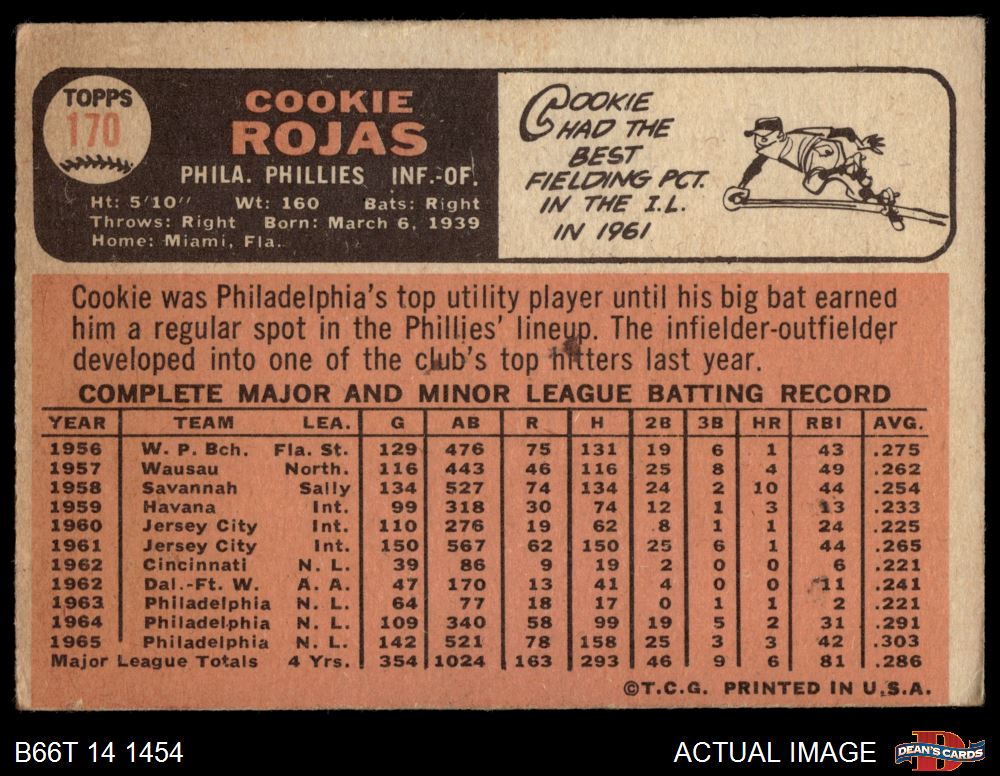 TOPPS
170
COOKIE
ROJAS
PHILA. PHILLIES INF.-OF.
Ht: 5'10" Wt: 160 Bats: Right
Throws: Right Born: March 6, 1939
Home: Miami, Fla.
COOKIE
HAD THE
BEST
FIELDING PCT.
IN THE I.L.
IN 1961
Cookie was Philadelphia's top utility player until his big bat earned
him a regular spot in the Phillies' lineup. The infielder-outfielder
developed into one of the club's top hitters last year.
COMPLETE MAJOR AND MINOR LEAGUE BATTING RECORD
YEAR TEAM LEA. G AB R H 2B 3B HR RBI AVG.
1956 W. P. Bch. Fla. St. 129 476 75 131 19 6 1 43 .275
1957 Wausau North. 116 443 46 116 25 8 4 49 .262
1958 Savannah Sally 134 527 74 134 24 2 10 44 .254
1959 Havana Int. 99 318 30 74 12 1 3 13 .233
1960 Jersey City Int. 110 276 19 62 8 1 1 24 .225
1961 Jersey City Int. 150 567 62 150 25 6 1 44 .265
1962 Cincinnati N. L. 39 86 9 19 2 0 0 6 .221
1962 Dal.-Ft. W. A. A. 47 170 13 41 4 0 0 11 .241
1963 Philadelphia N. L. 64 77 18 17 0 1 1 2 .221
1964 Philadelphia N. L. 109 340 58 99 19 5 2 31 .291
1965 Philadelphia N. L. 142 521 78 158 25 3 3 42 .303
Major League Totals 4 Yrs. 354 1024 163 293 46 9 6 81 .286
©T.C.G. PRINTED IN U.S.A.
B66T 14 1454
ACTUAL IMAGE
DEAN'S CARDS